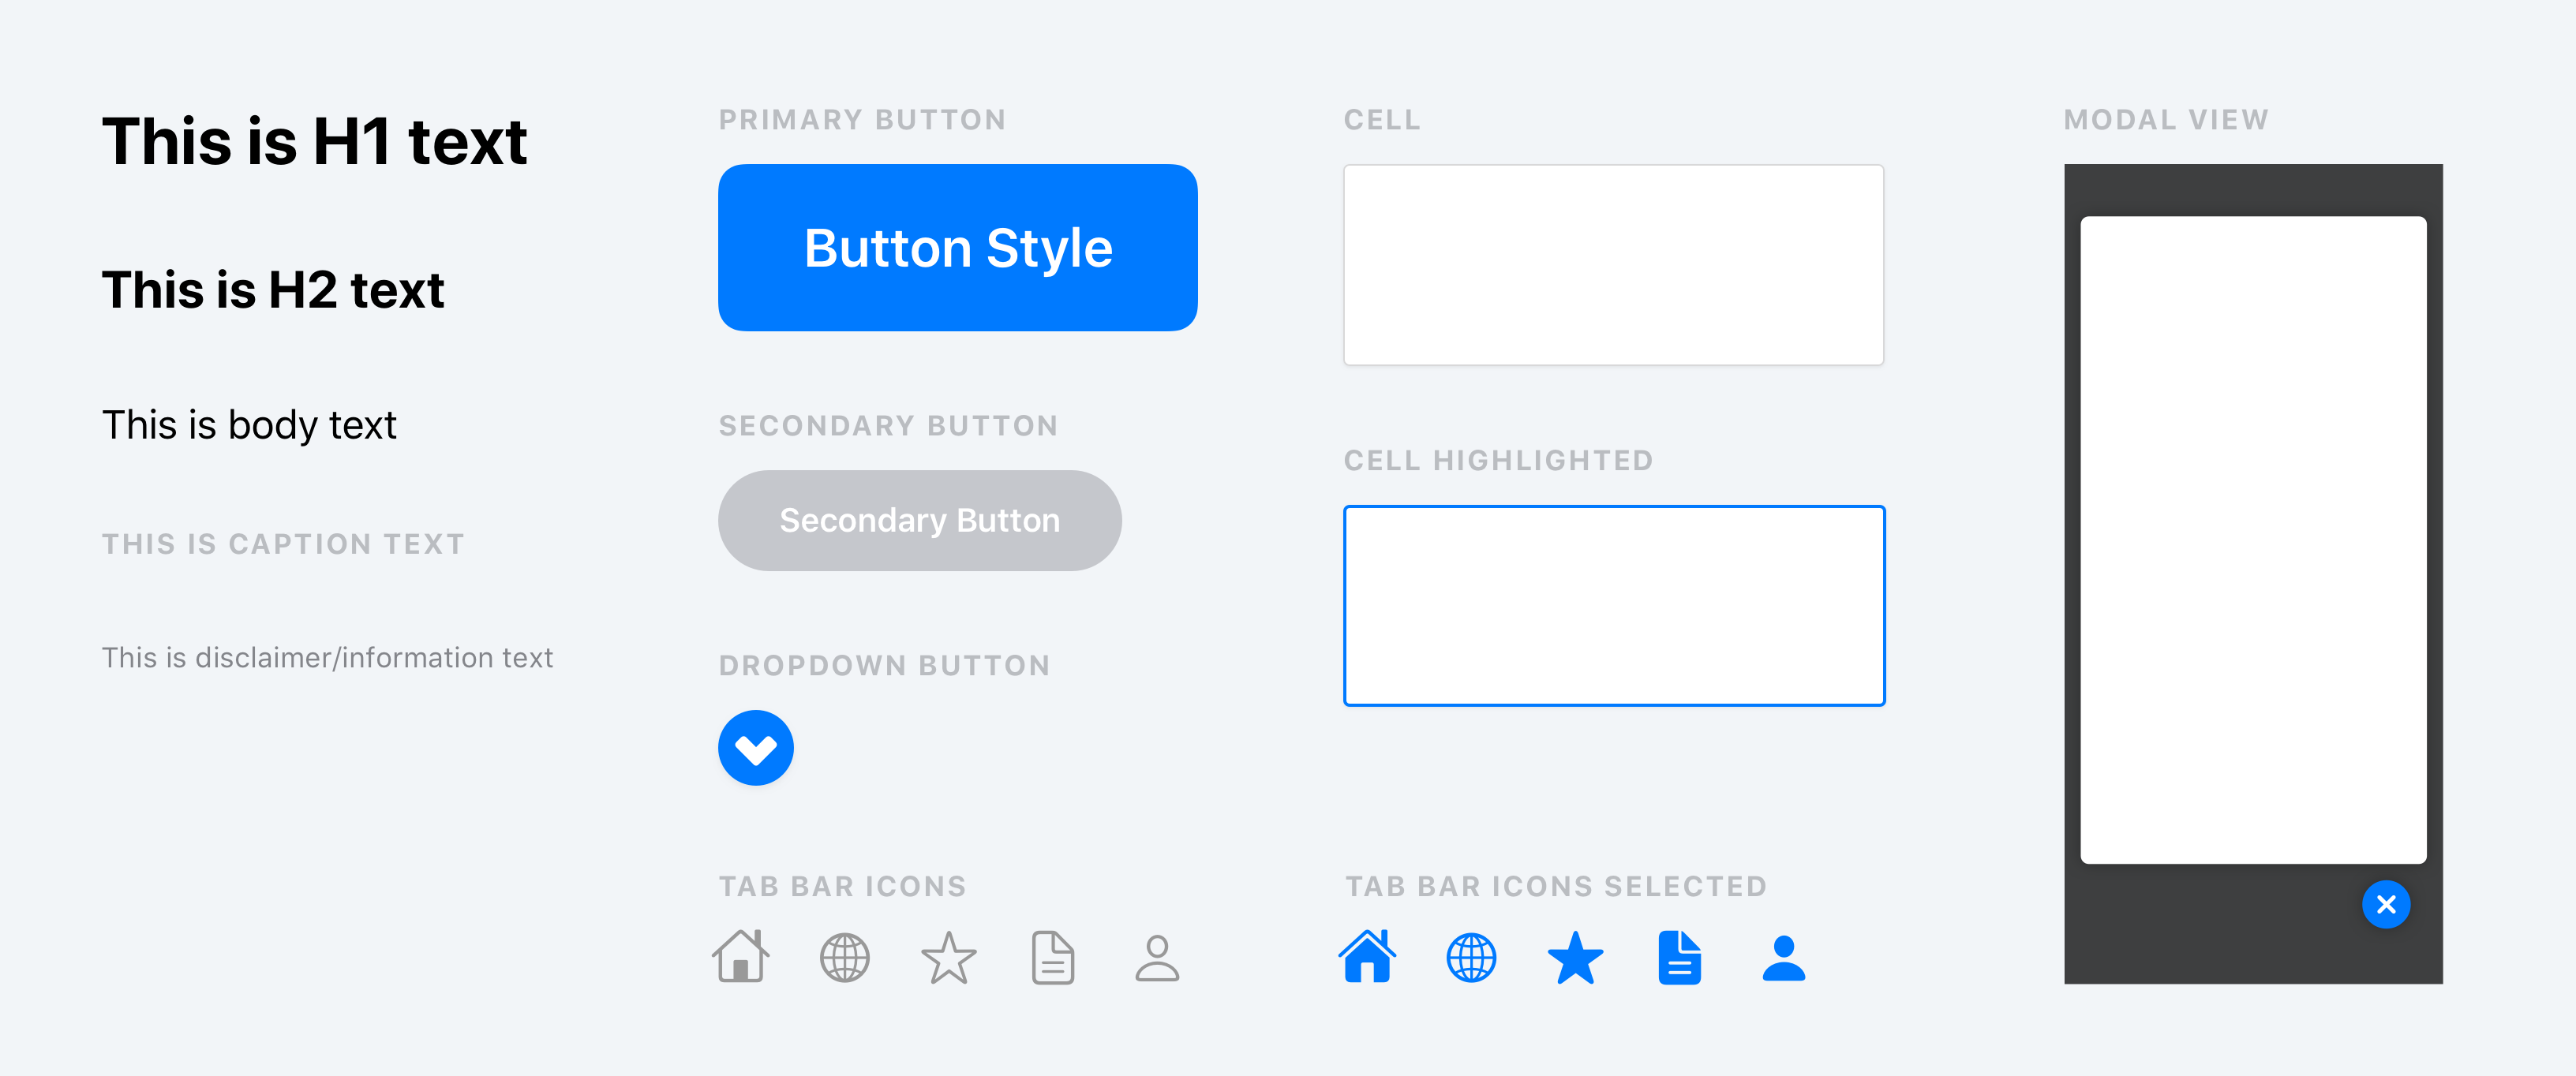 This is H1 text
This is H2 text
This is body text
THIS IS CAPTION TEXT
This is disclaimer/information text
PRIMARY BUTTON
Button Style
SECONDARY BUTTON
Secondary Button
DROPDOWN BUTTON
TAB BAR ICONS
CELL
CELL HIGHLIGHTED
TAB BAR ICONS SELECTED
MODAL VIEW